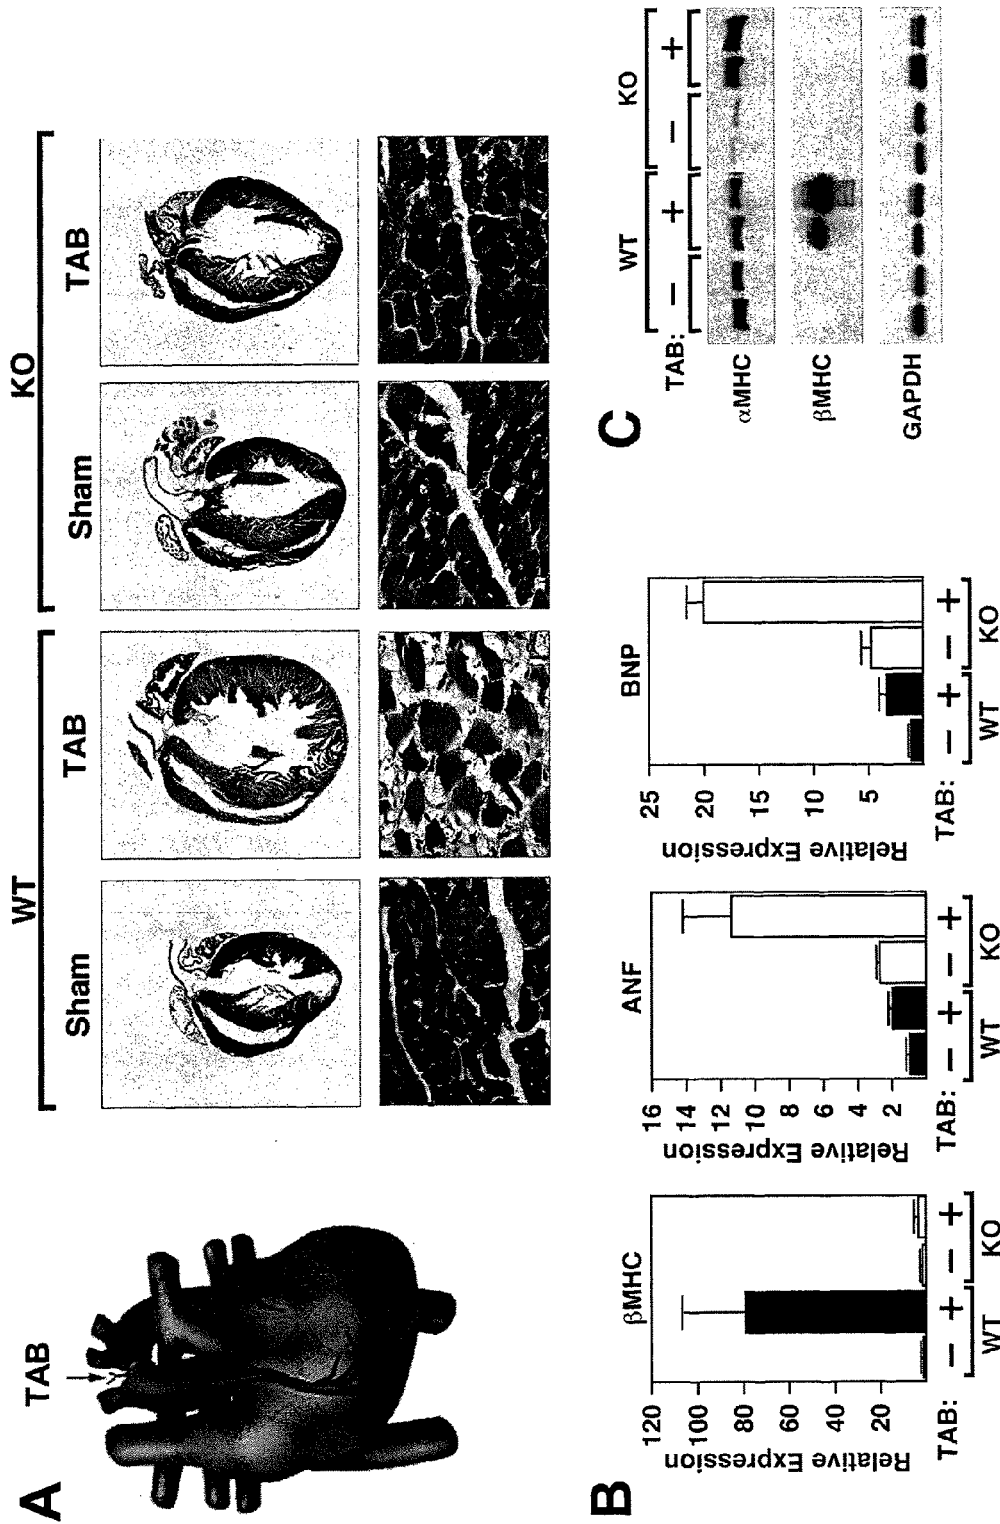 A
TAB
WT
KO
Sham
TAB
Sham
TAB
B
βMHC
Relative Expression
120
100
80
60
40
20
TAB:
− + − +
WT KO
ANF
Relative Expression
16
14
12
10
8
6
4
2
TAB:
− + − +
WT KO
BNP
Relative Expression
25
20
15
10
5
TAB:
− + − +
WT KO
C
WT KO
TAB: − + − +
αMHC
βMHC
GAPDH